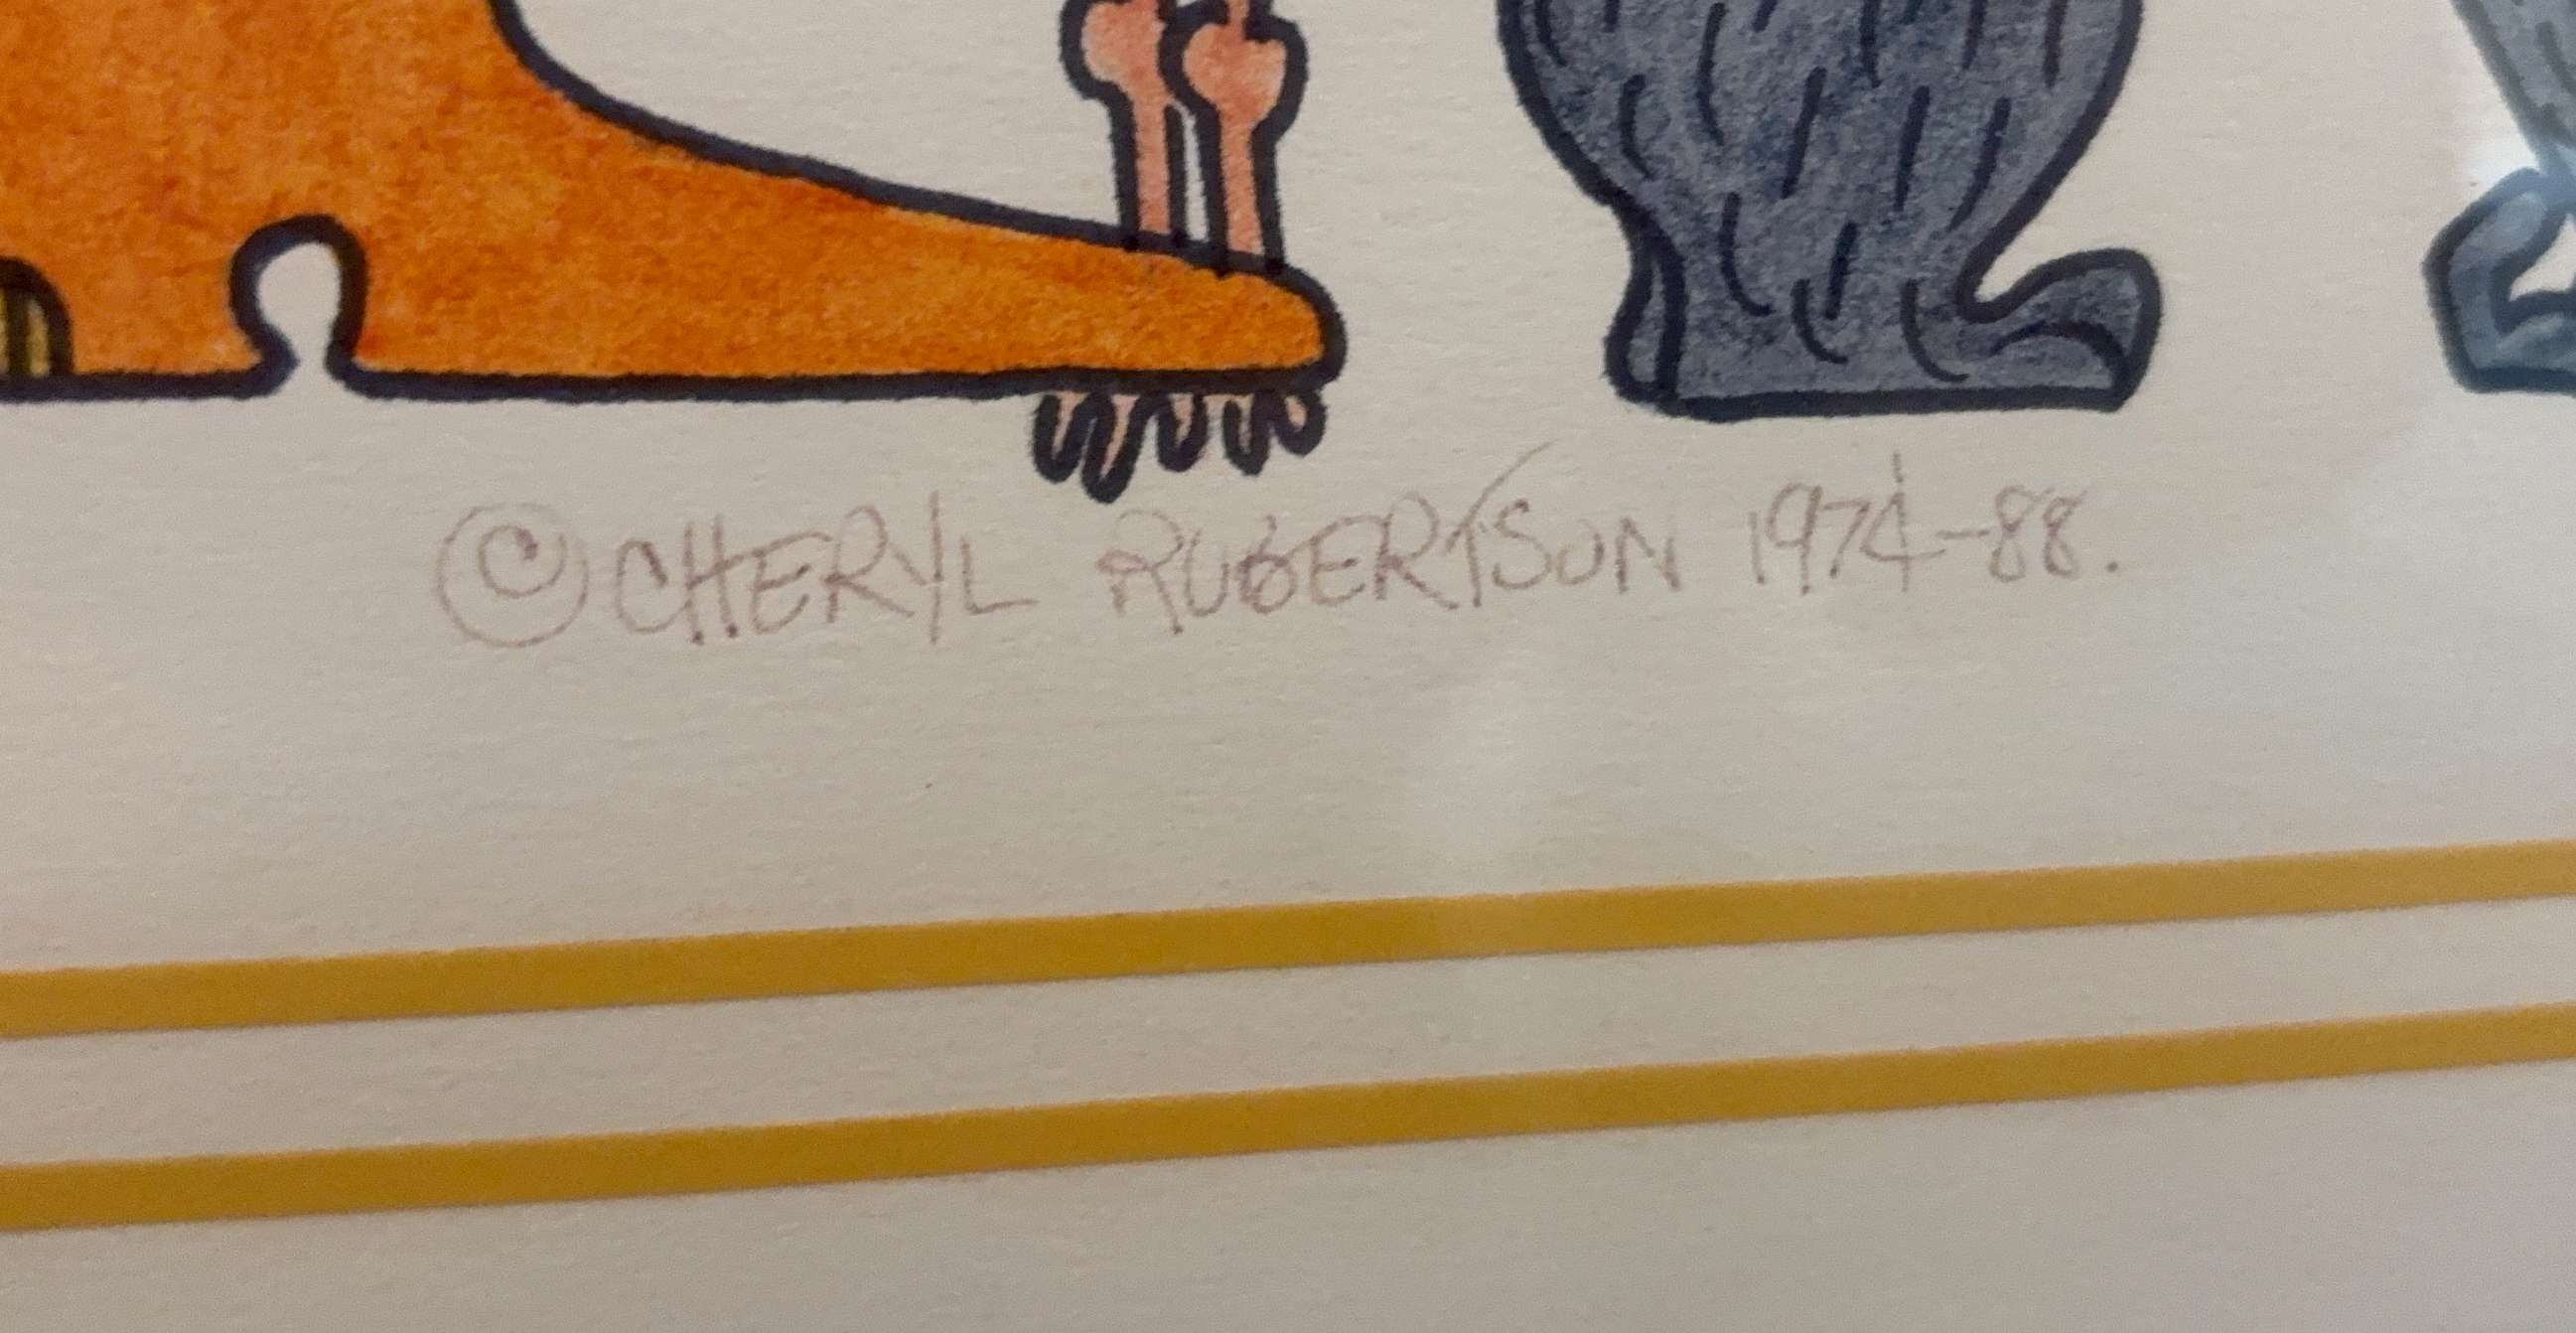 © CHERYL ROBERTSON 1974-88.